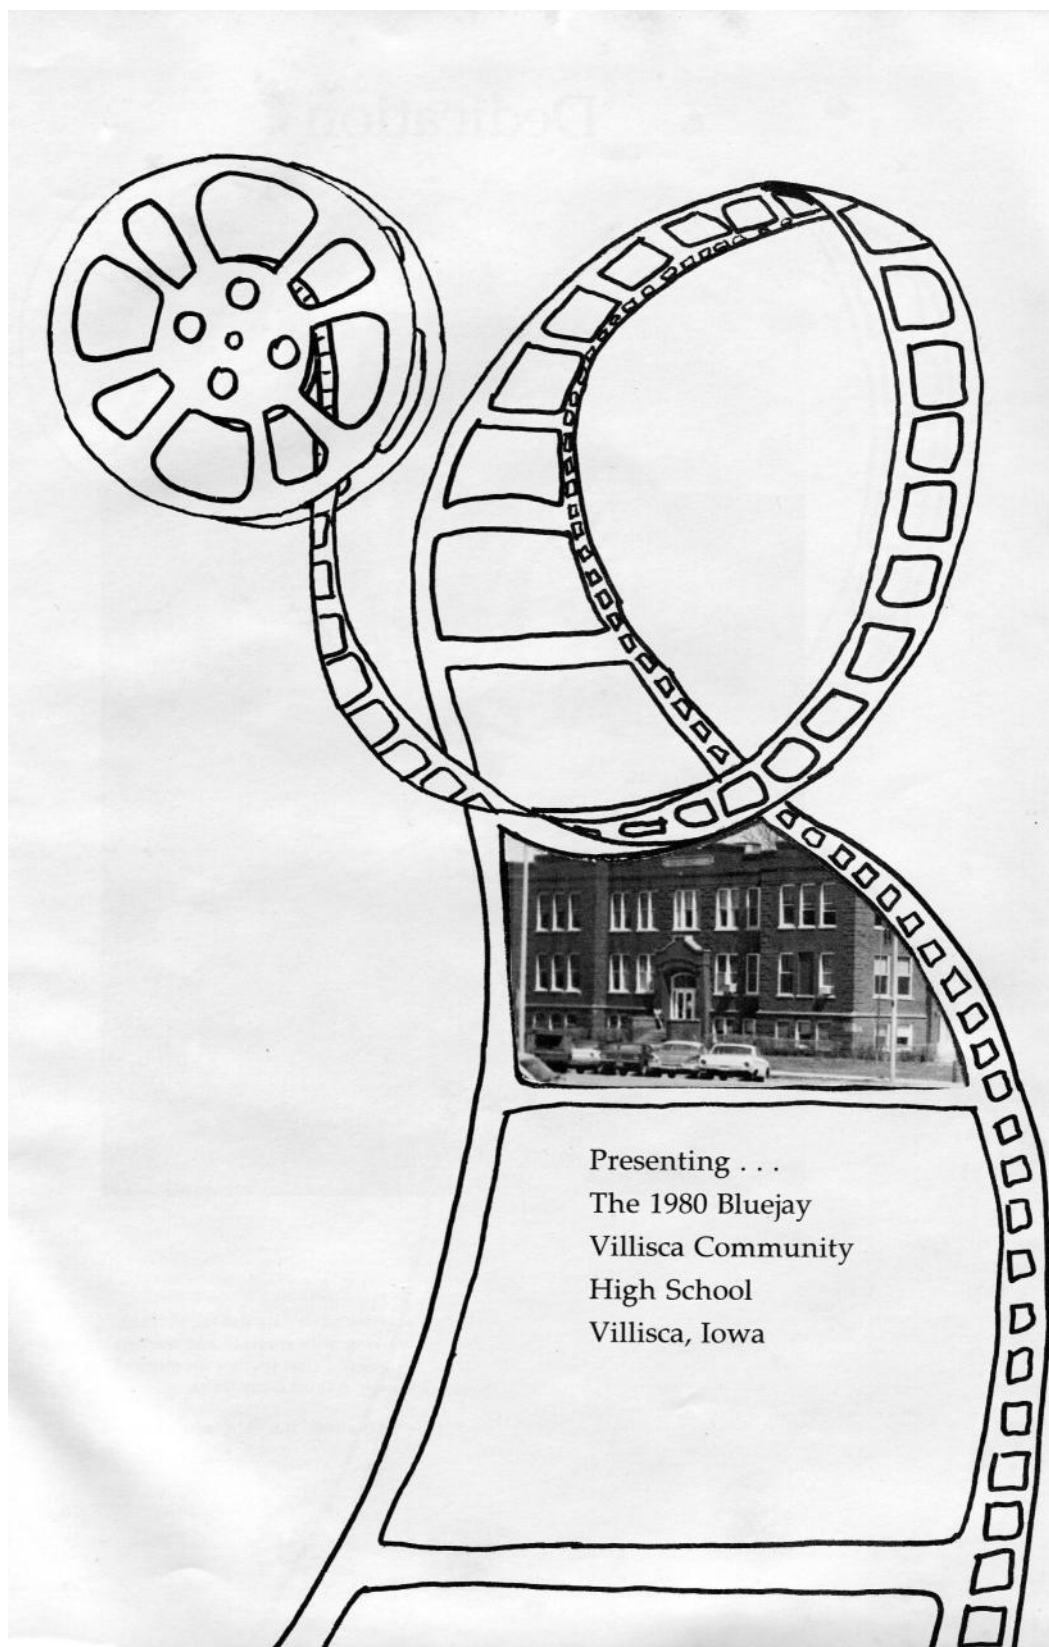 Presenting . . .
The 1980 Bluejay
Villisca Community
High School
Villisca, Iowa